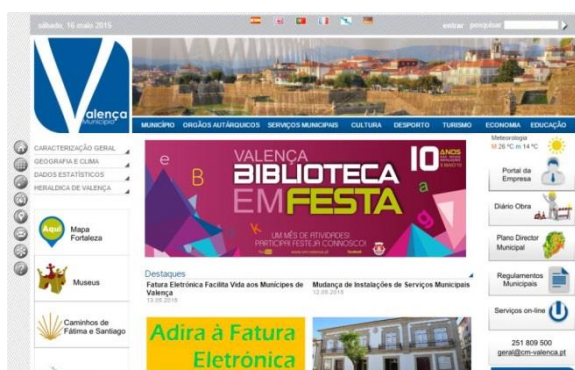 sábado, 16 maio 2015
entrar
pesquisar
Valença
Município
MUNICÍPIO ORGÃOS AUTÁRQUICOS SERVIÇOS MUNICIPAIS CULTURA DESPORTO TURISMO ECONOMIA EDUCAÇÃO
CARACTERIZAÇÃO GERAL
GEOGRAFIA E CLIMA
DADOS ESTATÍSTICOS
HERALDICA DE VALENÇA
Aqui
Mapa
Fortaleza
Museus
Caminhos de
Fátima e Santiago
VALENÇA
BIBLIOTECA
EM FESTA
10 ANOS
UM MÊS DE ATIVIDADES!
PARTICIPE! FESTEJA CONNOSCO!
Destaques
Fatura Eletrónica Facilita Vida aos Munícipes de
Valença
13.05.2015
Mudança de Instalações de Serviços Municipais
12.05.2015
Adira à Fatura
Eletrónica
Meteorologia
M 26 ºC m 14 ºC
Portal da
Empresa
Diário Obra
Plano Director
Municipal
Regulamentos
Municipais
Serviços on-line
251 809 500
geral@cm-valenca.pt